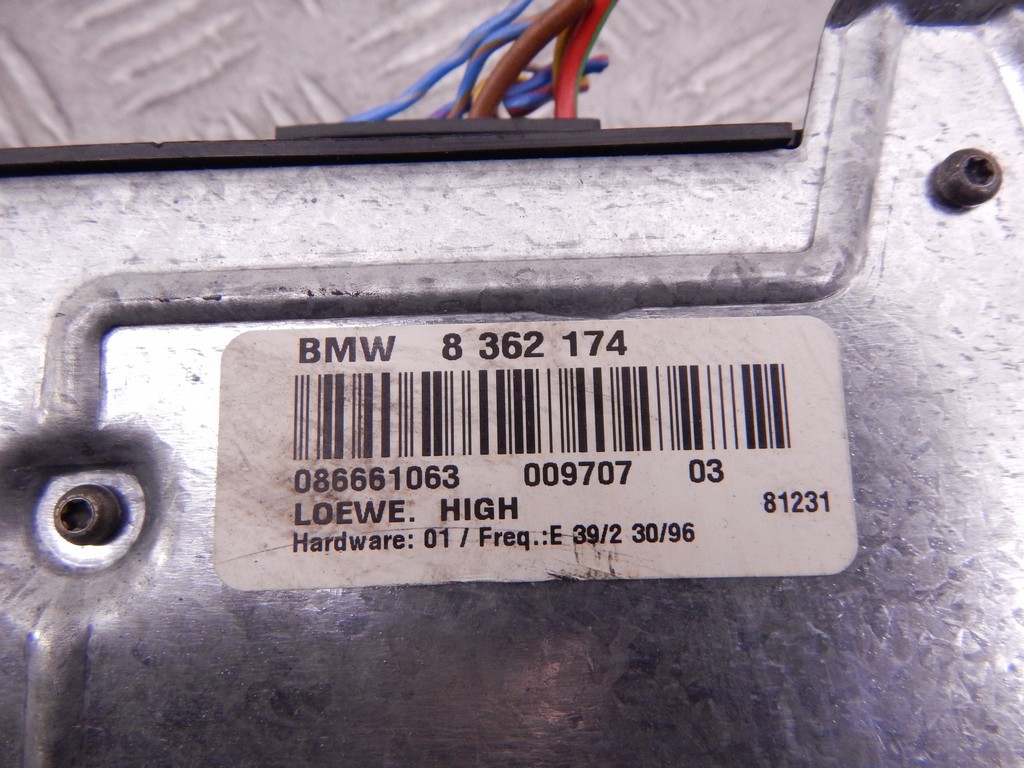 BMW 8 362 174
086661063 009707 03
LOEWE. HIGH 81231
Hardware: 01 / Freq.:E 39/2 30/96